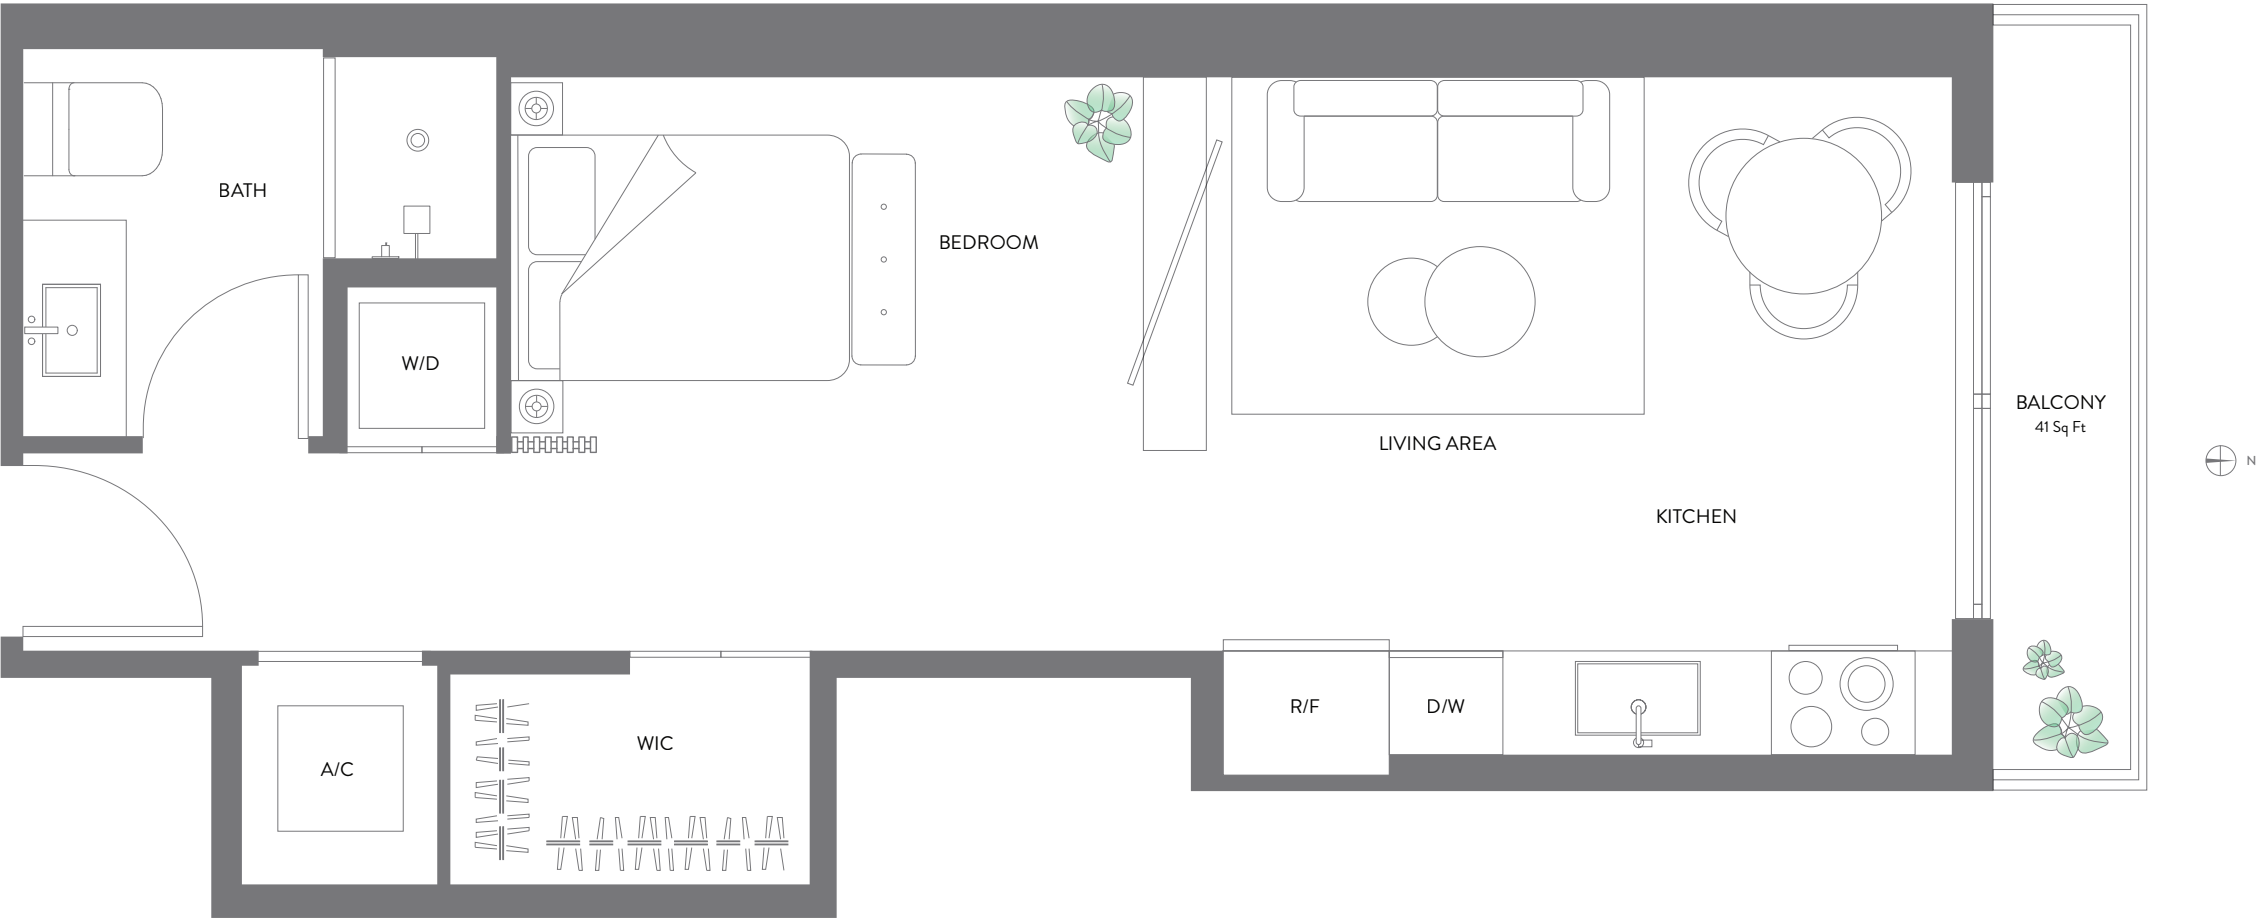 BATH
BEDROOM
W/D
BALCONY
41 Sq Ft
LIVING AREA
N
KITCHEN
R/F
D/W
WIC
A/C